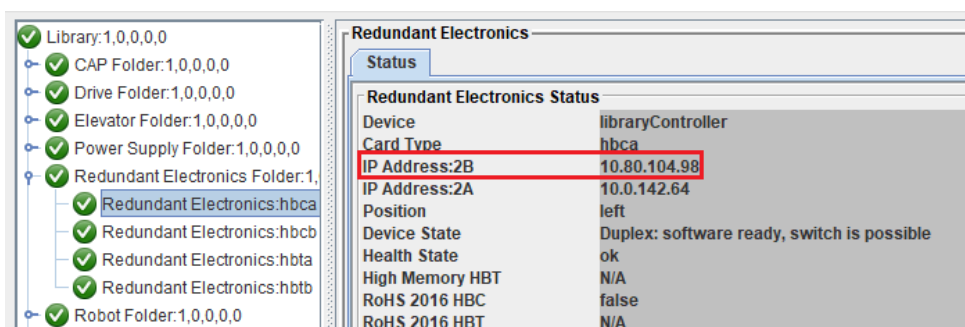 Library:1,0,0,0,0
CAP Folder:1,0,0,0,0
Drive Folder:1,0,0,0,0
Elevator Folder:1,0,0,0,0
Power Supply Folder:1,0,0,0,0
Redundant Electronics Folder:1,
Redundant Electronics:hbca
Redundant Electronics:hbcb
Redundant Electronics:hbta
Redundant Electronics:hbtb
Robot Folder:1,0,0,0,0
Redundant Electronics
Status
Redundant Electronics Status
Device libraryController
Card Type hbca
IP Address:2B 10.80.104.98
IP Address:2A 10.0.142.64
Position left
Device State Duplex: software ready, switch is possible
Health State ok
High Memory HBT N/A
RoHS 2016 HBC false
RoHS 2016 HBT N/A